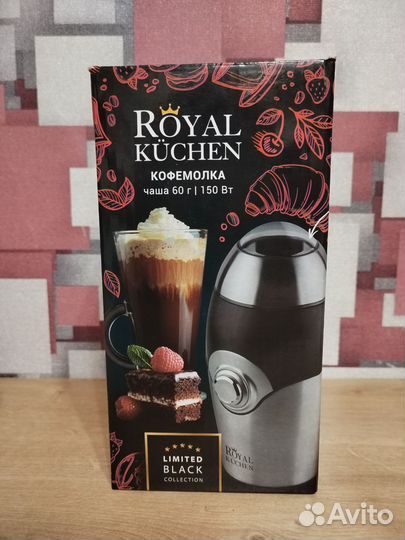 ROYAL
KÜCHEN
КОФЕМОЛКА
чаша 60 г | 150 Вт
ROYAL
KÜCHEN
LIMITED
BLACK
COLLECTION
Avito